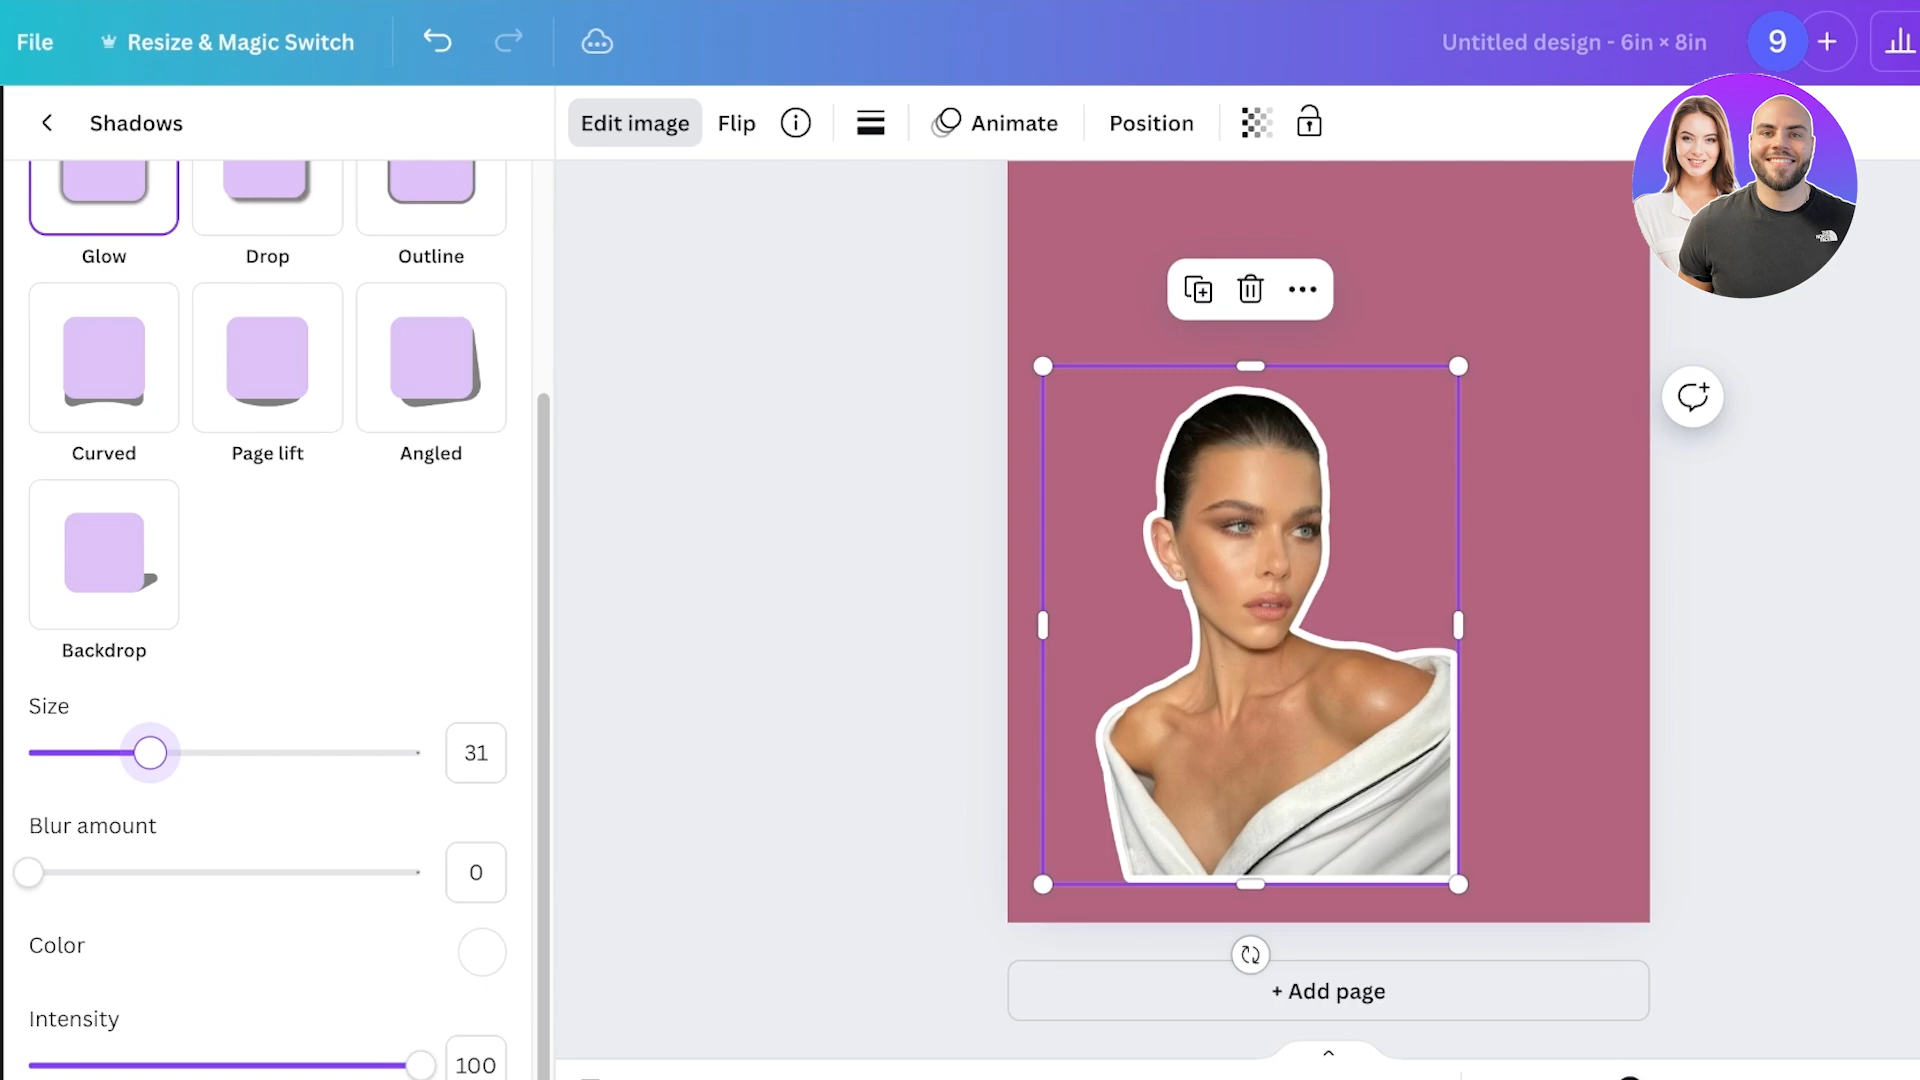 File
Resize & Magic Switch
Untitled design - 6in × 8in
9
Shadows
Edit image
Flip
Animate
Position
Glow
Drop
Outline
Curved
Page lift
Angled
Backdrop
Size
31
Blur amount
0
Color
Intensity
100
+ Add page